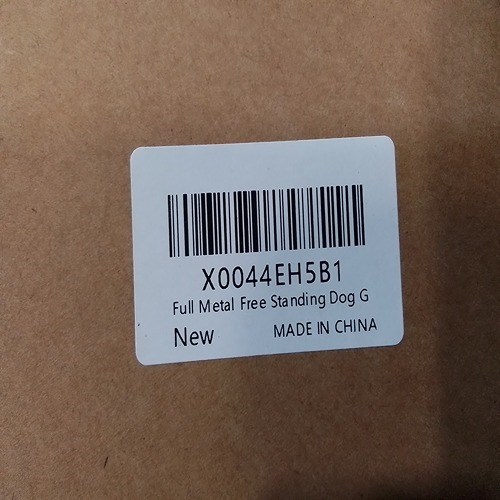 X0044EH5B1
Full Metal Free Standing Dog G
New MADE IN CHINA